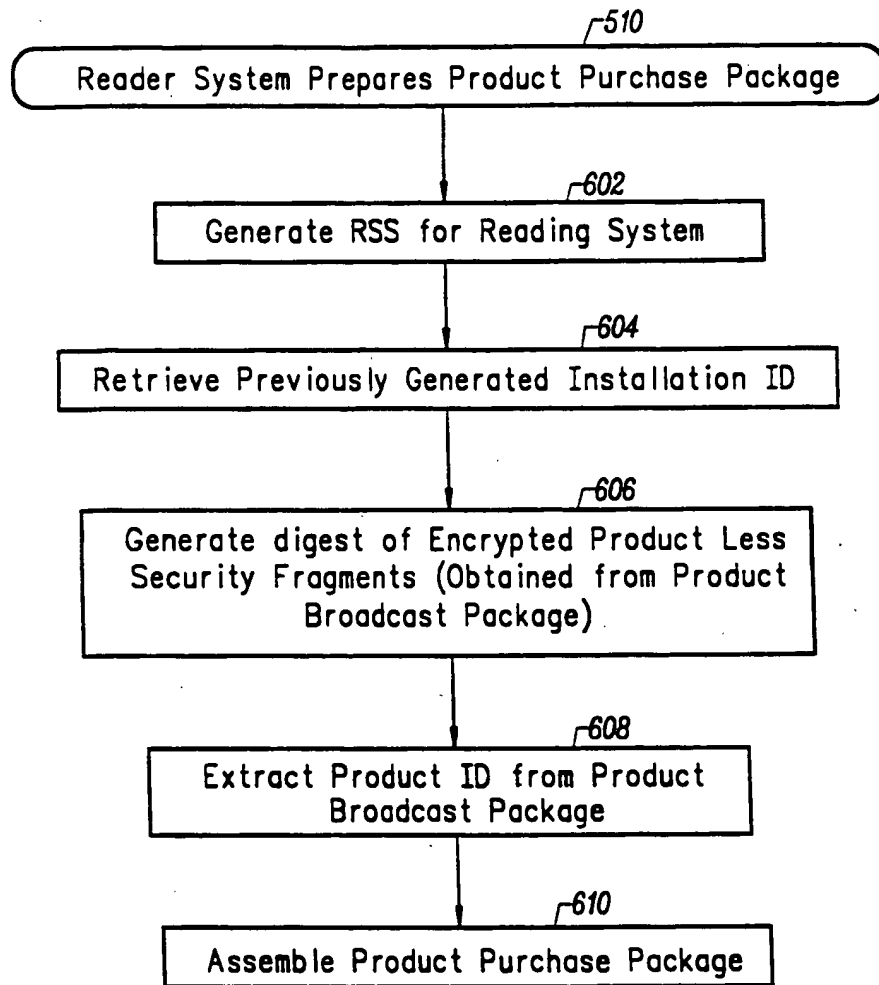 510
Reader System Prepares Product Purchase Package
602
Generate RSS for Reading System
604
Retrieve Previously Generated Installation ID
606
Generate digest of Encrypted Product Less
Security Fragments (Obtained from Product
Broadcast Package)
608
Extract Product ID from Product
Broadcast Package
610
Assemble Product Purchase Package